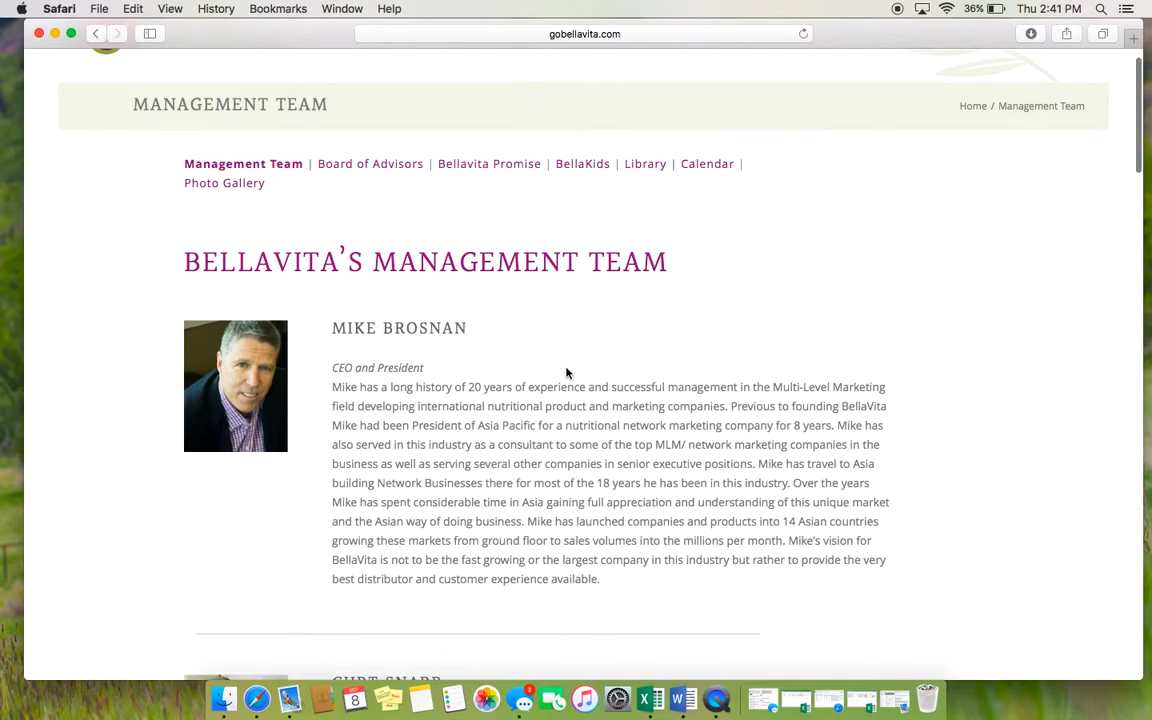 Safari File Edit View History Bookmarks Window Help 36% Thu 2:41 PM
gobellavita.com
MANAGEMENT TEAM Home / Management Team
Management Team | Board of Advisors | Bellavita Promise | BellaKids | Library | Calendar |
Photo Gallery
BELLAVITA'S MANAGEMENT TEAM
MIKE BROSNAN
CEO and President
Mike has a long history of 20 years of experience and successful management in the Multi-Level Marketing
field developing international nutritional product and marketing companies. Previous to founding BellaVita
Mike had been President of Asia Pacific for a nutritional network marketing company for 8 years. Mike has
also served in this industry as a consultant to some of the top MLM/ network marketing companies in the
business as well as serving several other companies in senior executive positions. Mike has travel to Asia
building Network Businesses there for most of the 18 years he has been in this industry. Over the years
Mike has spent considerable time in Asia gaining full appreciation and understanding of this unique market
and the Asian way of doing business. Mike has launched companies and products into 14 Asian countries
growing these markets from ground floor to sales volumes into the millions per month. Mike's vision for
BellaVita is not to be the fast growing or the largest company in this industry but rather to provide the very
best distributor and customer experience available.
SEP
8
3